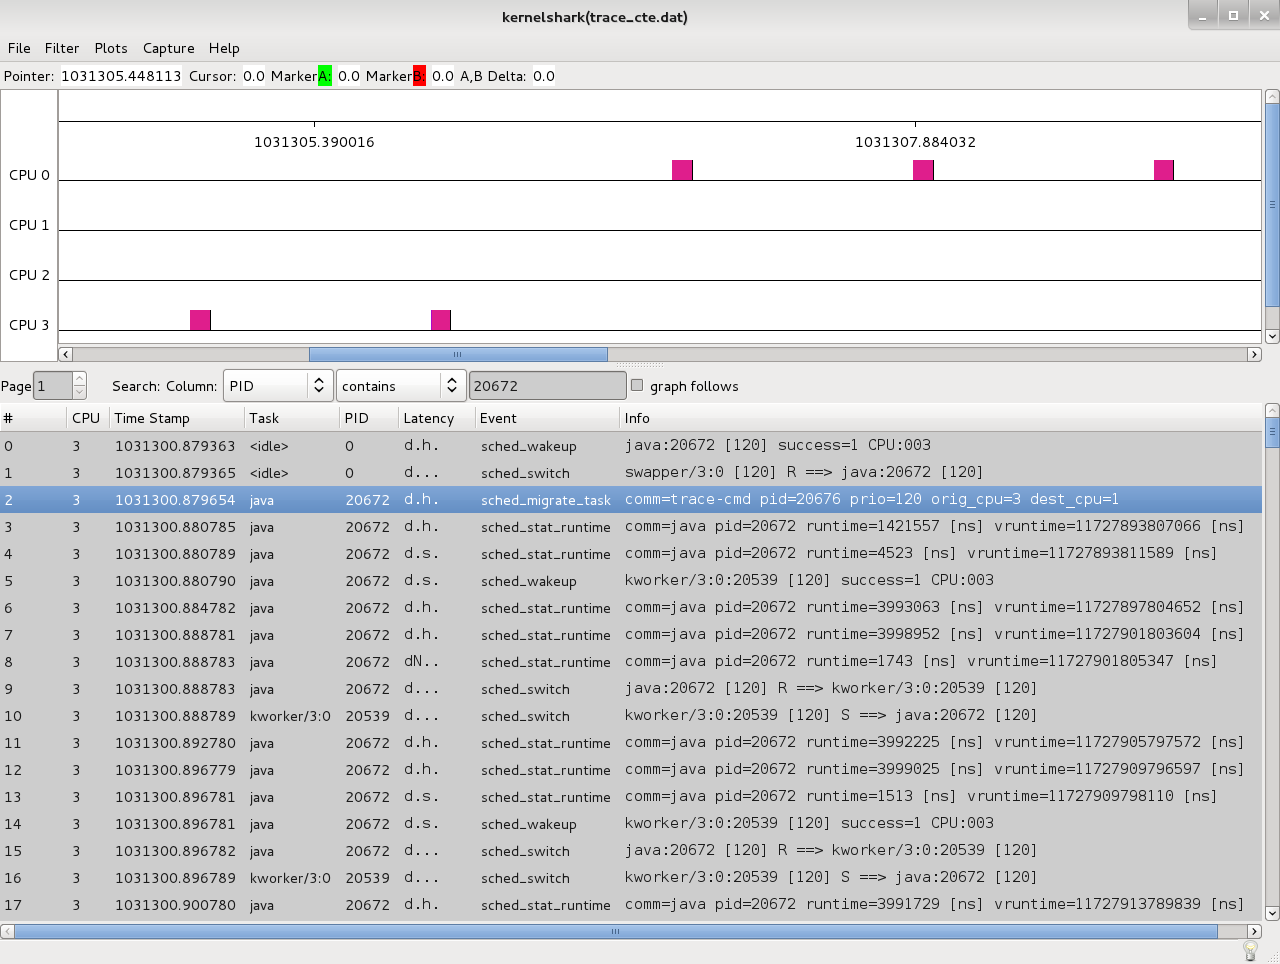 kernelshark(trace_cte.dat)
File Filter Plots Capture Help
Pointer: 1031305.448113 Cursor: 0.0 Marker A: 0.0 Marker B: 0.0 A,B Delta: 0.0
1031305.390016 1031307.884032
CPU 0
CPU 1
CPU 2
CPU 3
Page 1 Search: Column: PID contains 20672 graph follows
# CPU Time Stamp Task PID Latency Event Info
0 3 1031300.879363 <idle> 0 d.h. sched_wakeup java:20672 [120] success=1 CPU:003
1 3 1031300.879365 <idle> 0 d... sched_switch swapper/3:0 [120] R ==> java:20672 [120]
2 3 1031300.879654 java 20672 d.h. sched_migrate_task comm=trace-cmd pid=20676 prio=120 orig_cpu=3 dest_cpu=1
3 3 1031300.880785 java 20672 d.h. sched_stat_runtime comm=java pid=20672 runtime=1421557 [ns] vruntime=11727893807066 [ns]
4 3 1031300.880789 java 20672 d.s. sched_stat_runtime comm=java pid=20672 runtime=4523 [ns] vruntime=11727893811589 [ns]
5 3 1031300.880790 java 20672 d.s. sched_wakeup kworker/3:0:20539 [120] success=1 CPU:003
6 3 1031300.884782 java 20672 d.h. sched_stat_runtime comm=java pid=20672 runtime=3993063 [ns] vruntime=11727897804652 [ns]
7 3 1031300.888781 java 20672 d.h. sched_stat_runtime comm=java pid=20672 runtime=3998952 [ns] vruntime=11727901803604 [ns]
8 3 1031300.888783 java 20672 dN.. sched_stat_runtime comm=java pid=20672 runtime=1743 [ns] vruntime=11727901805347 [ns]
9 3 1031300.888783 java 20672 d... sched_switch java:20672 [120] R ==> kworker/3:0:20539 [120]
10 3 1031300.888789 kworker/3:0 20539 d... sched_switch kworker/3:0:20539 [120] S ==> java:20672 [120]
11 3 1031300.892780 java 20672 d.h. sched_stat_runtime comm=java pid=20672 runtime=3992225 [ns] vruntime=11727905797572 [ns]
12 3 1031300.896779 java 20672 d.h. sched_stat_runtime comm=java pid=20672 runtime=3999025 [ns] vruntime=11727909796597 [ns]
13 3 1031300.896781 java 20672 d.s. sched_stat_runtime comm=java pid=20672 runtime=1513 [ns] vruntime=11727909798110 [ns]
14 3 1031300.896781 java 20672 d.s. sched_wakeup kworker/3:0:20539 [120] success=1 CPU:003
15 3 1031300.896782 java 20672 d... sched_switch java:20672 [120] R ==> kworker/3:0:20539 [120]
16 3 1031300.896789 kworker/3:0 20539 d... sched_switch kworker/3:0:20539 [120] S ==> java:20672 [120]
17 3 1031300.900780 java 20672 d.h. sched_stat_runtime comm=java pid=20672 runtime=3991729 [ns] vruntime=11727913789839 [ns]